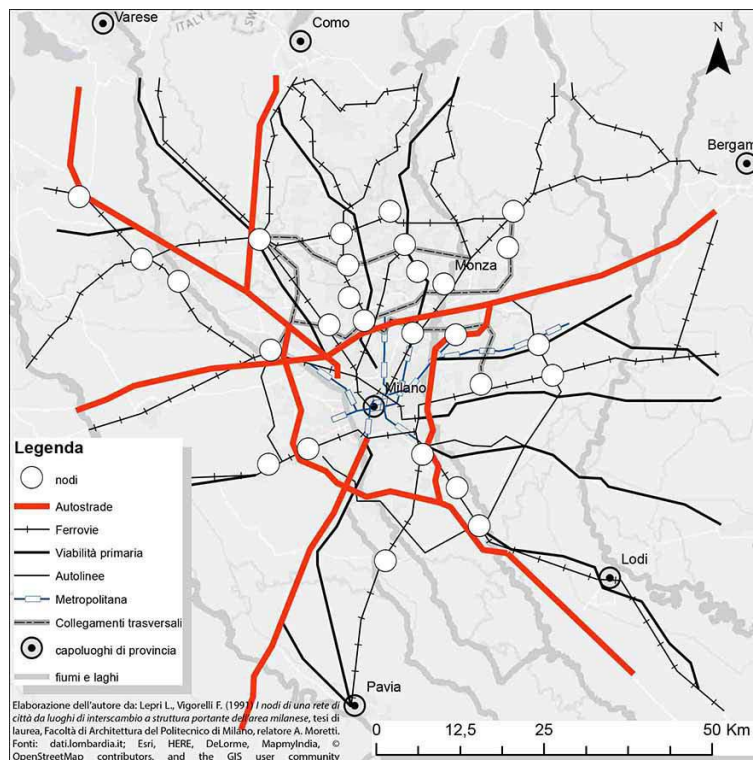 Varese
ITALY
SW
Como
N
Bergam
Monza
Milano
Legenda
nodi
Autostrade
Ferrovie
Viabilità primaria
Autolinee
Metropolitana
Collegamenti trasversali
capoluoghi di provincia
fiumi e laghi
Lodi
Pavia
Elaborazione dell'autore da: Lepri L., Vigorelli F. (1991) I nodi di una rete di
città da luoghi di interscambio a struttura portante dell'area milanese, tesi di
laurea, Facoltà di Architettura del Politecnico di Milano, relatore A. Moretti.
Fonti: dati.lombardia.it; Esri, HERE, DeLorme, MapmyIndia, ©
OpenStreetMap contributors, and the GIS user community
0 12,5 25 50 Km